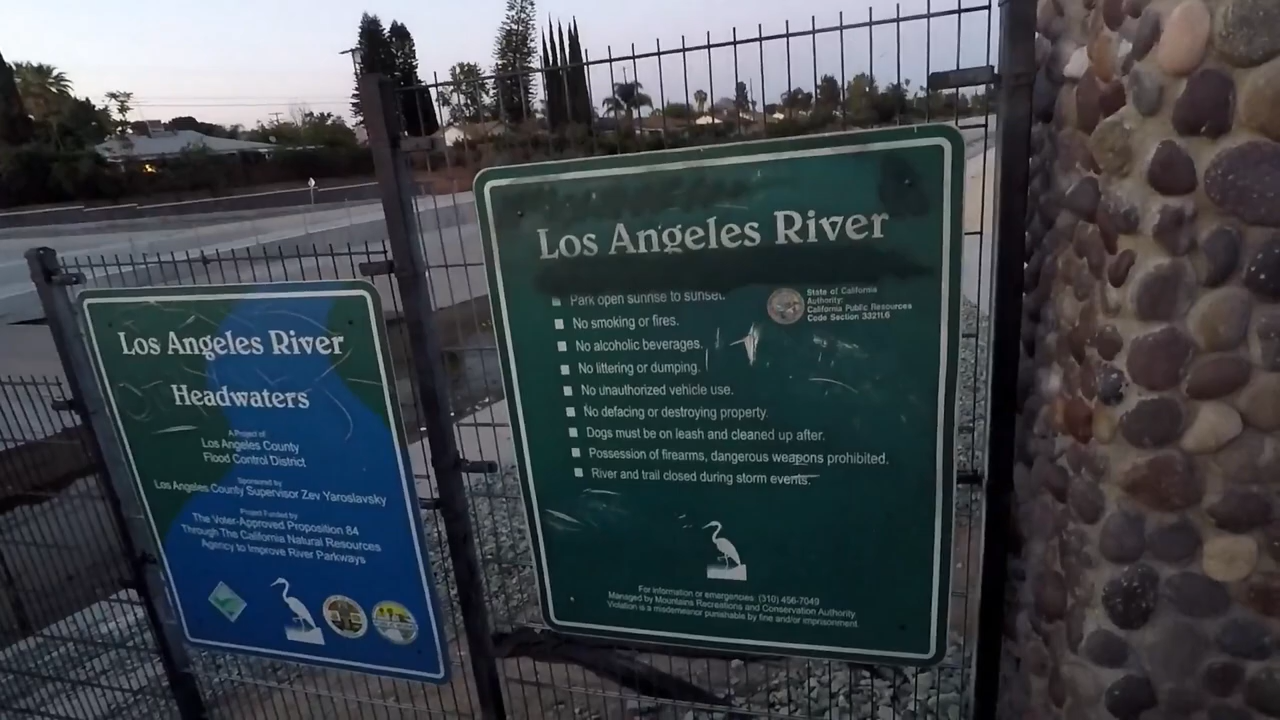 Los Angeles River
Headwaters
A Project of
Los Angeles County
Flood Control District
Sponsored by
Los Angeles County Supervisor Zev Yaroslavsky
Project Funded by
The Voter-Approved Proposition 84
Through The California Natural Resources
Agency to Improve River Parkways
Los Angeles River
Park open sunrise to sunset.
No smoking or fires.
No alcoholic beverages.
No littering or dumping.
No unauthorized vehicle use.
No defacing or destroying property.
Dogs must be on leash and cleaned up after.
Possession of firearms, dangerous weapons prohibited.
River and trail closed during storm events.
State of California
Authority:
California Public Resources
Code Section 33211.6
For information or emergencies: (310) 456-7049
Managed by Mountains Recreations and Conservation Authority
Violation is a misdemeanor punishable by fine and/or imprisonment